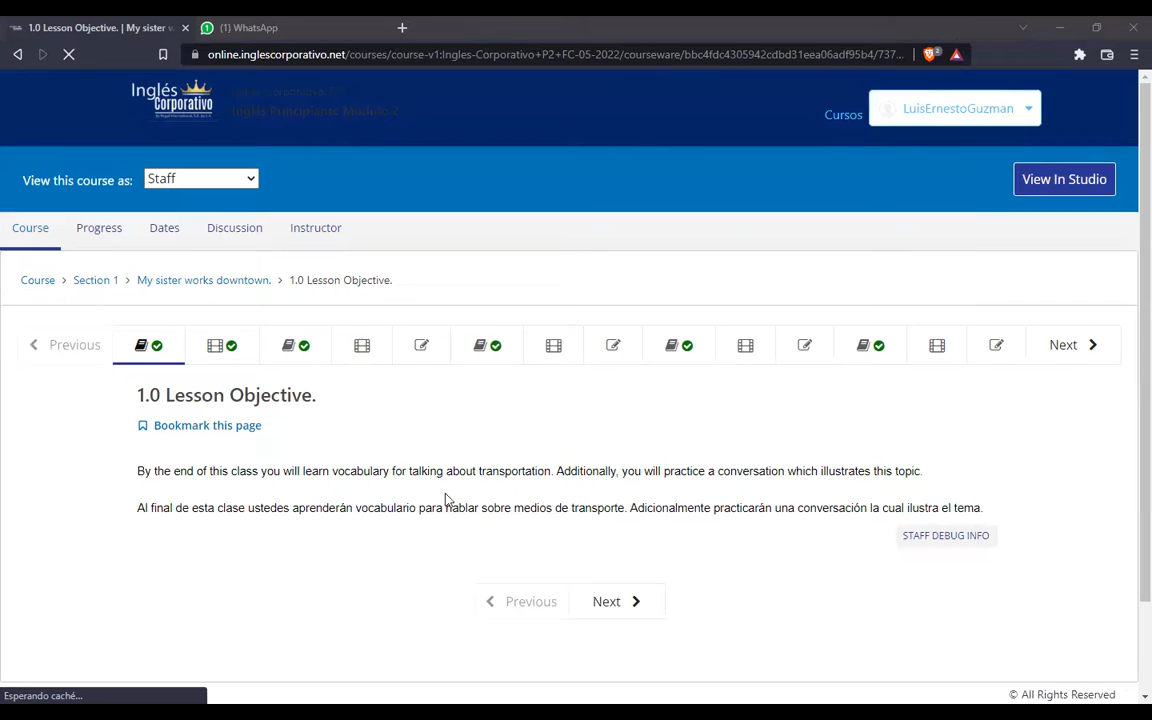 1.0 Lesson Objective. | My sister w
(1) WhatsApp
online.inglescorporativo.net/courses/course-v1:Ingles-Corporativo+P2+FC-05-2022/courseware/bbc4fdc4305942cdbd31eea06adf95b4/737...
2
Inglés
Corporativo
Inglés Principiante Módulo 2
Cursos
LuisErnestoGuzman
View this course as:
Staff
View In Studio
Course
Progress
Dates
Discussion
Instructor
Course > Section 1 > My sister works downtown. > 1.0 Lesson Objective.
Previous
Next
1.0 Lesson Objective.
Bookmark this page
By the end of this class you will learn vocabulary for talking about transportation. Additionally, you will practice a conversation which illustrates this topic.
Al final de esta clase ustedes aprenderán vocabulario para hablar sobre medios de transporte. Adicionalmente practicarán una conversación la cual ilustra el tema.
STAFF DEBUG INFO
Previous
Next
Esperando caché...
© All Rights Reserved